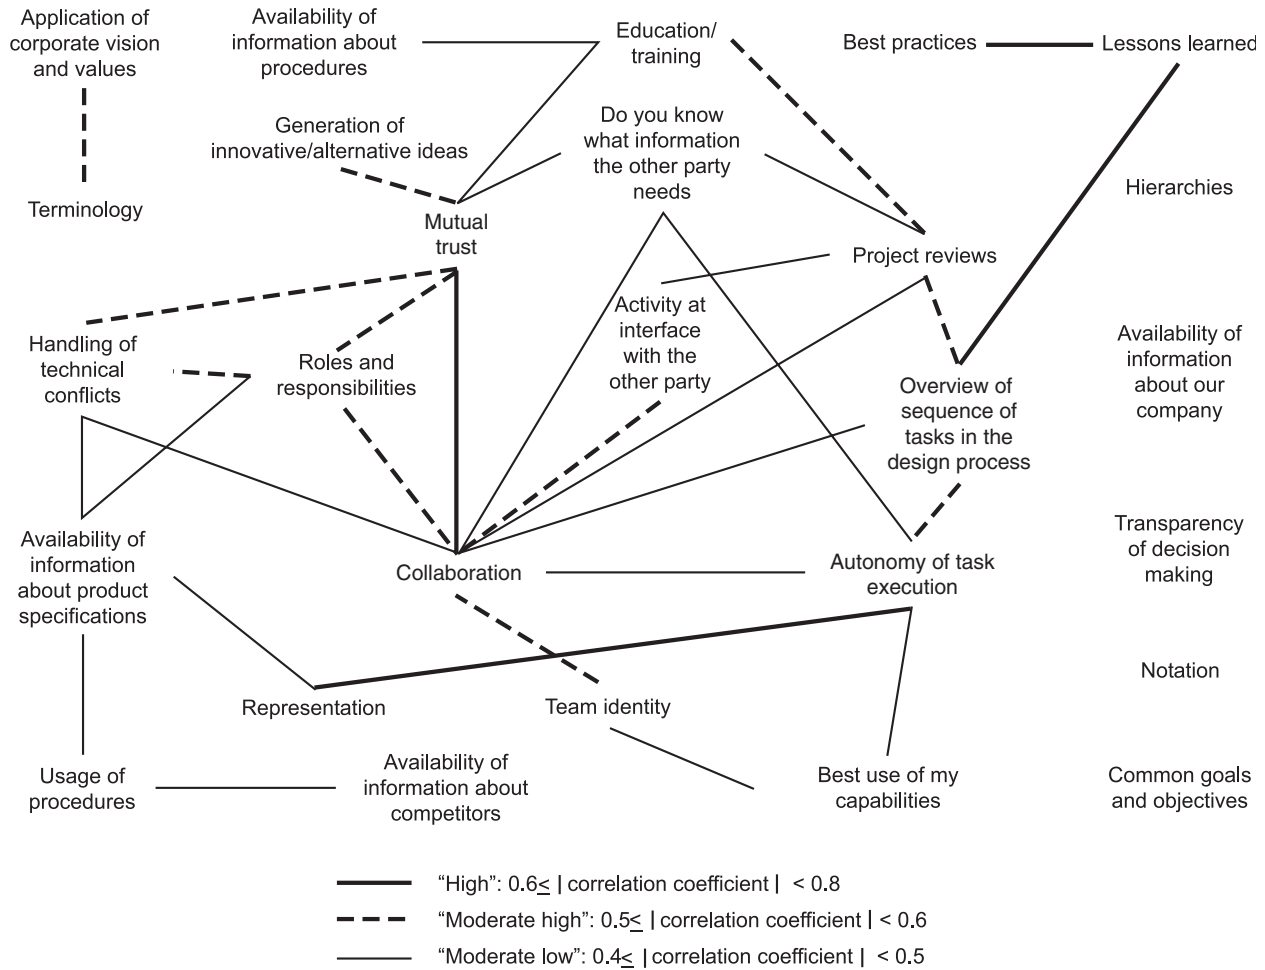 Application of
corporate vision
and values
Availability of
information about
procedures
Education/
training
Best practices
Lessons learned
Generation of
innovative/alternative ideas
Do you know
what information
the other party
needs
Hierarchies
Terminology
Mutual
trust
Project reviews
Activity at
interface
with the
other party
Handling of
technical
conflicts
Roles and
responsibilities
Overview of
sequence of
tasks in the
design process
Availability of
information
about our
company
Availability of
information
about product
specifications
Collaboration
Autonomy of task
execution
Transparency
of decision
making
Representation
Team identity
Notation
Usage of
procedures
Availability of
information about
competitors
Best use of my
capabilities
Common goals
and objectives
“High”: 0.6≤ | correlation coefficient | < 0.8
“Moderate high”: 0.5≤ | correlation coefficient | < 0.6
“Moderate low”: 0.4≤ | correlation coefficient | < 0.5